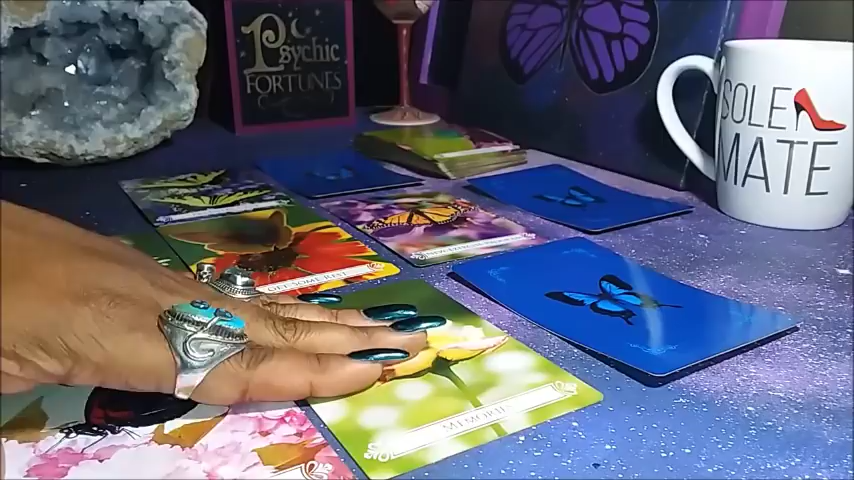 Psychic
FORTUNES
SOLE
MATE
GET SOME REST
MEMORIES